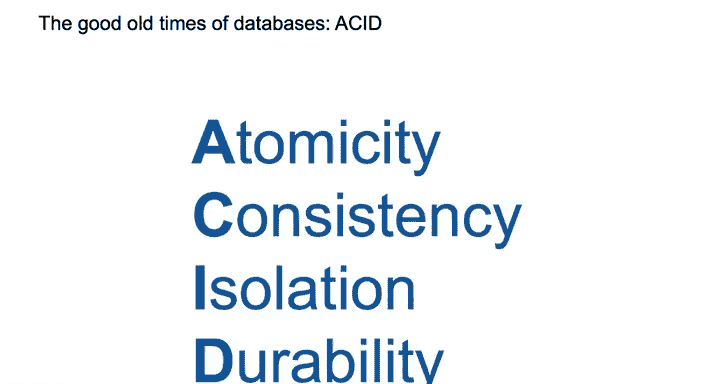 The good old times of databases: ACID
Atomicity
Consistency
Isolation
Durability